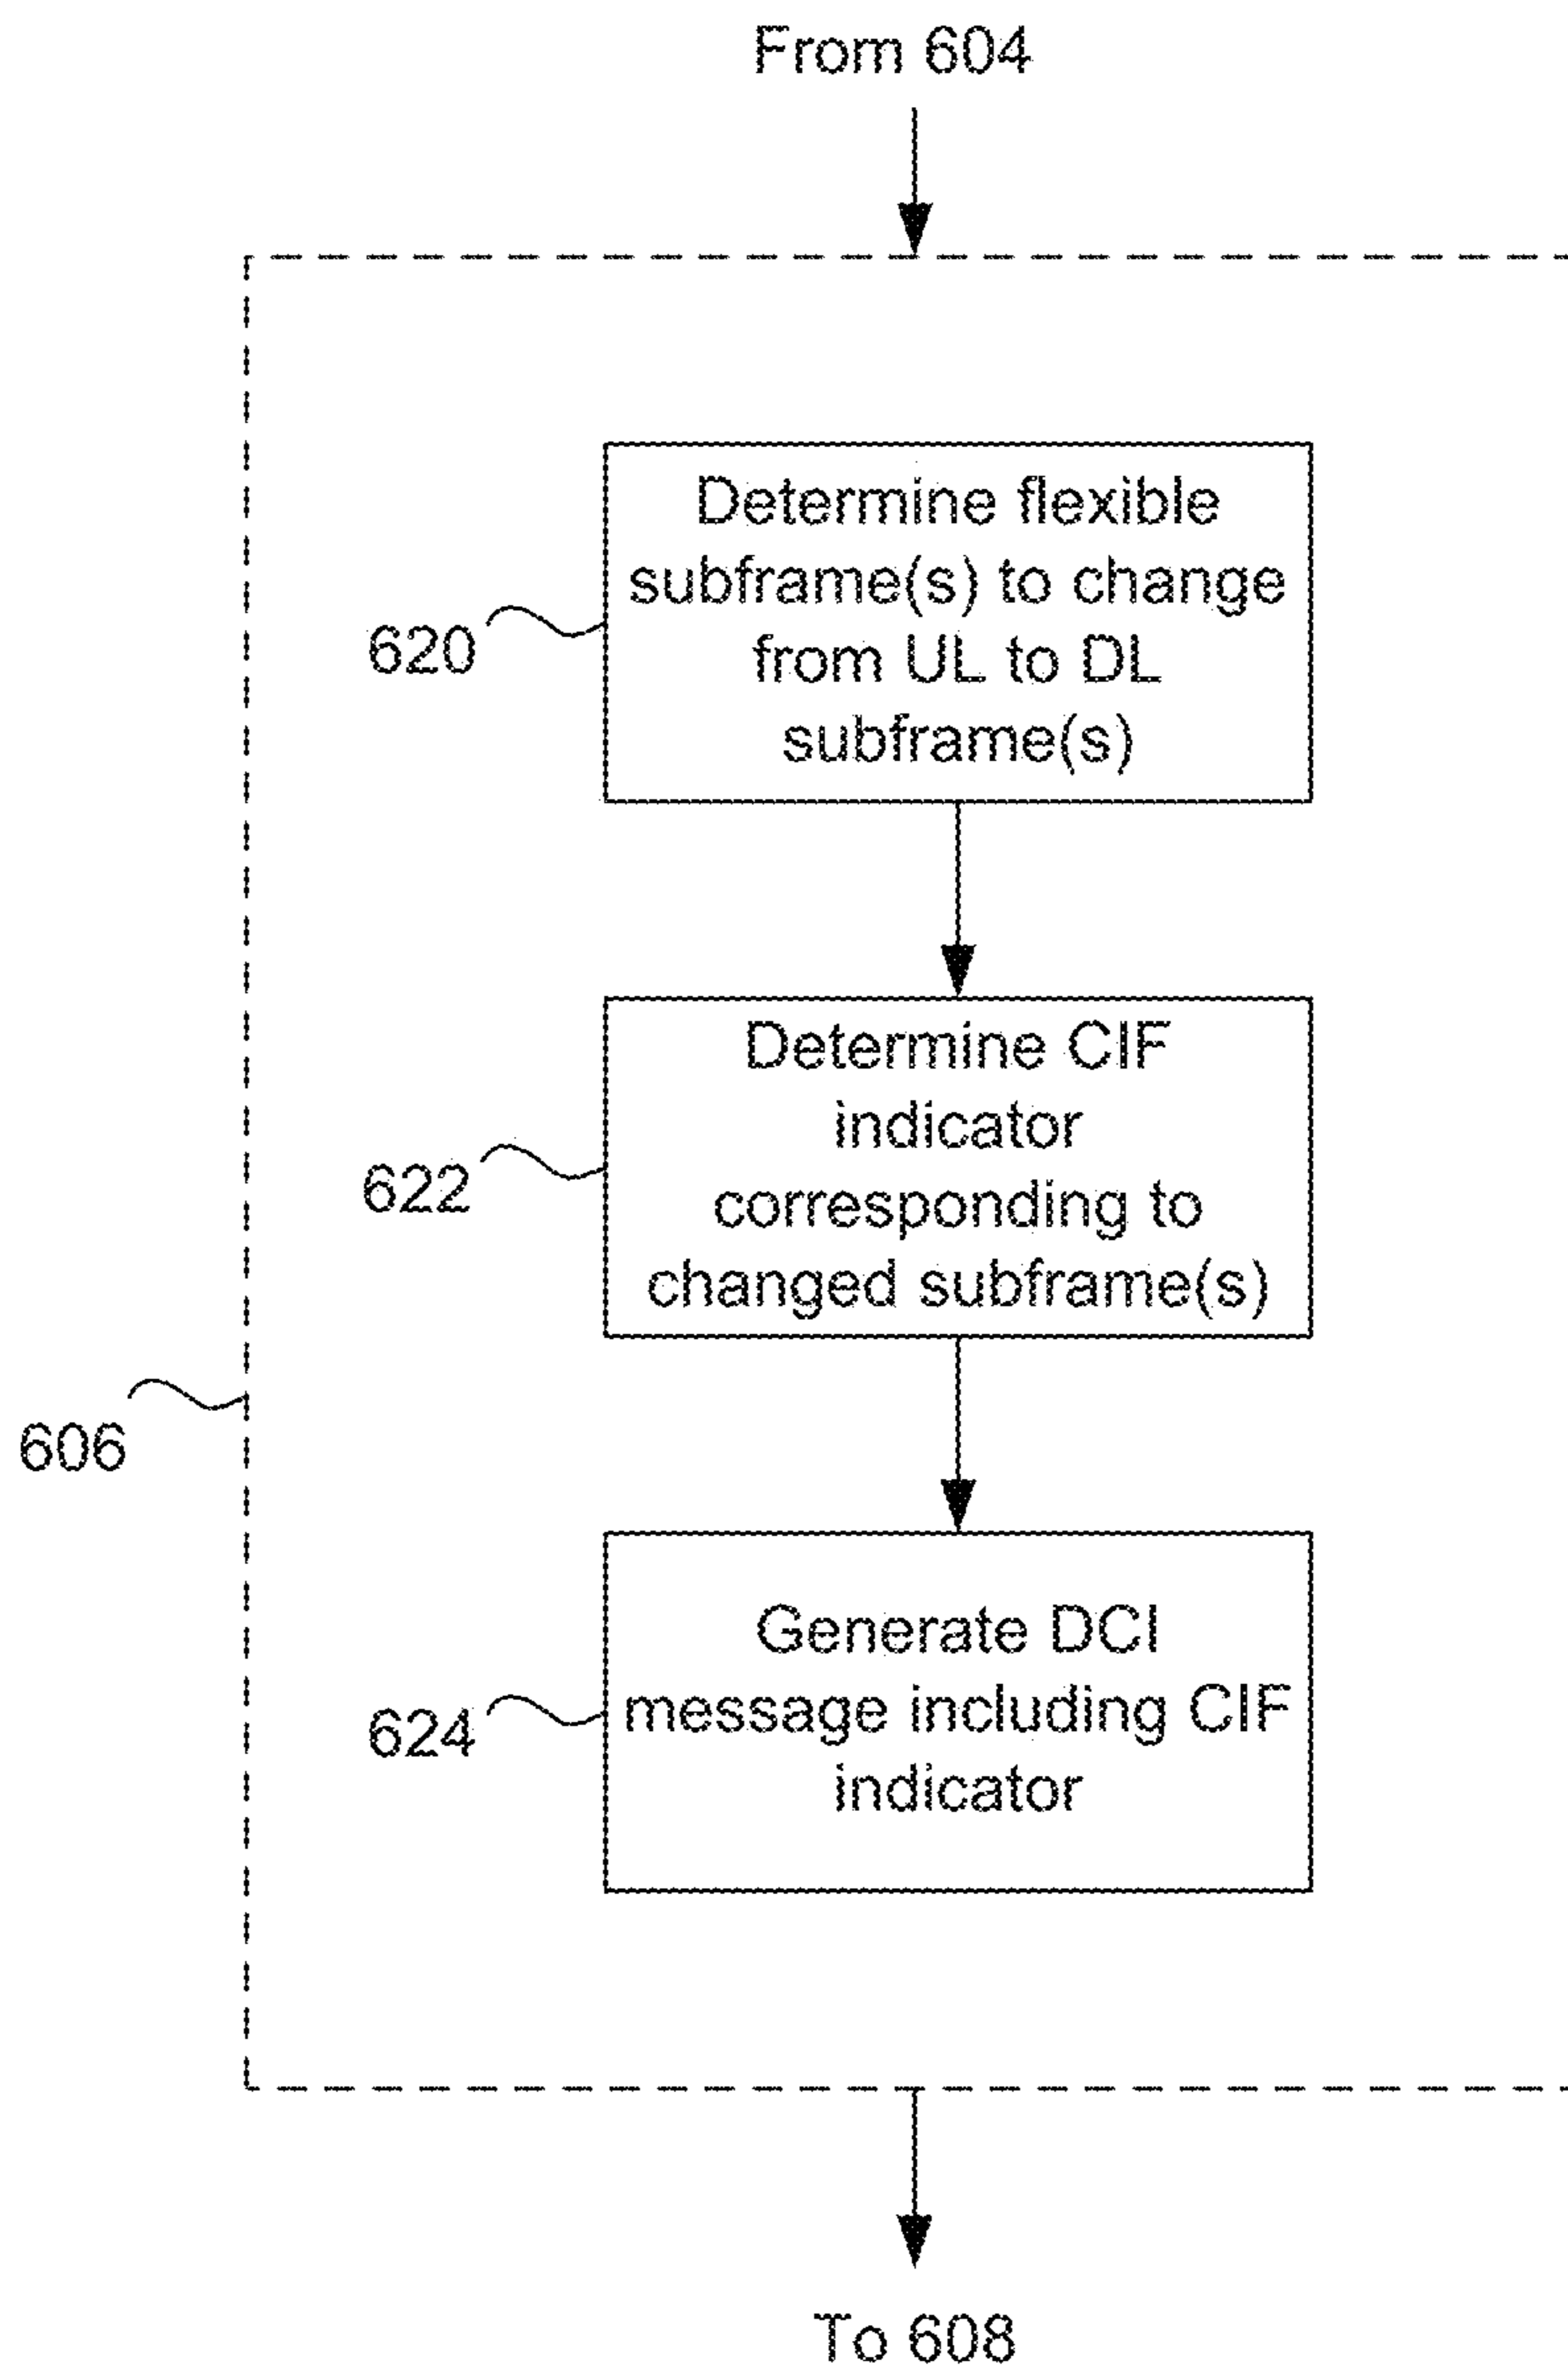 From 604
Determine flexible
subframe(s) to change
from UL to DL
subframe(s)
620
Determine CIF
indicator
corresponding to
changed subframe(s)
622
606
Generate DCI
message including CIF
indicator
624
To 608